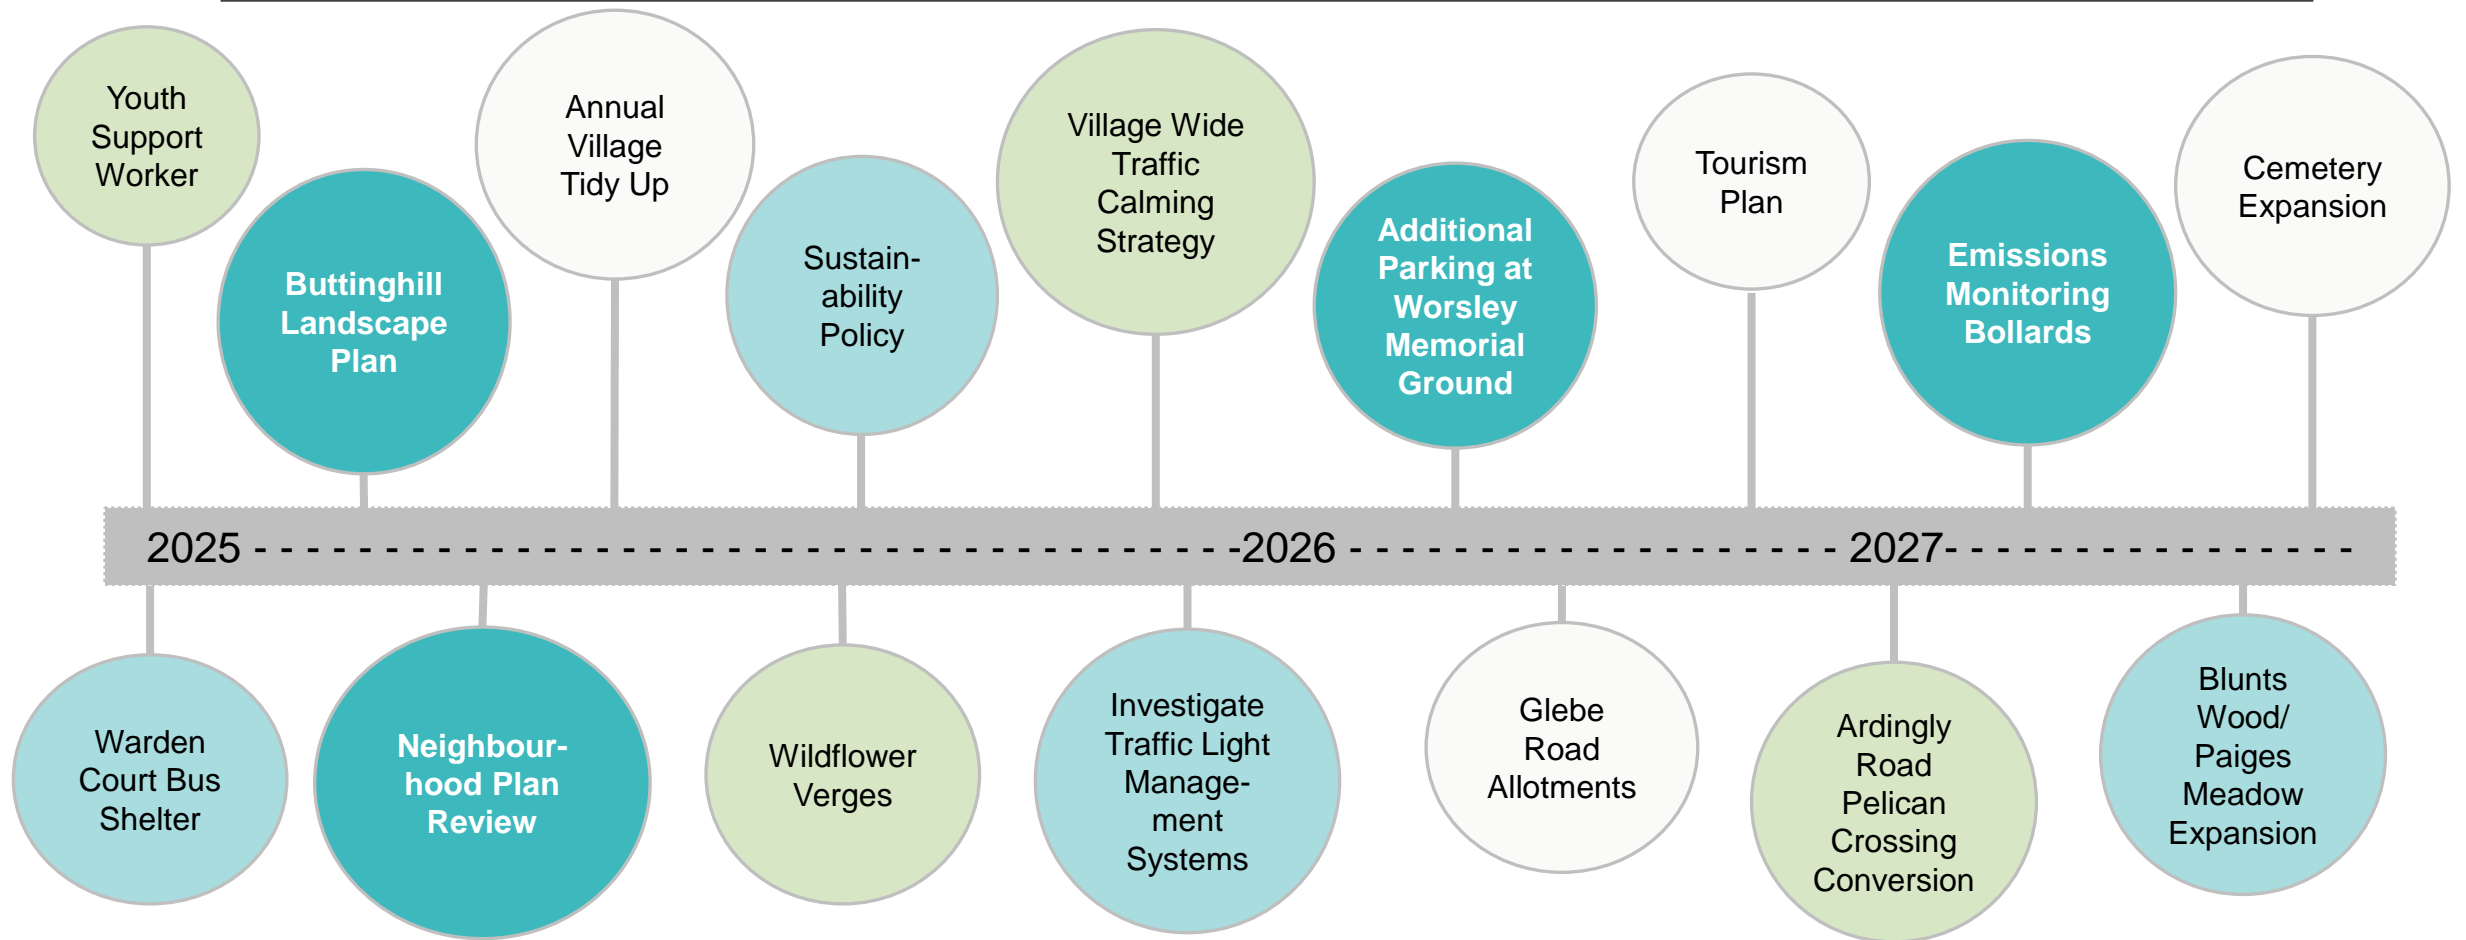 Youth
Support
Worker
Buttinghill
Landscape
Plan
Annual
Village
Tidy Up
Sustain-
ability
Policy
Village Wide
Traffic
Calming
Strategy
Additional
Parking at
Worsley
Memorial
Ground
Tourism
Plan
Emissions
Monitoring
Bollards
Cemetery
Expansion
2025 - - - - - - - - - - - - - - - - - - - - - - - - - - - - - - - - - - - - - -2026 - - - - - - - - - - - - - - - - - - - 2027- - - - - - - - - - - - - - - -
Warden
Court Bus
Shelter
Neighbour-
hood Plan
Review
Wildflower
Verges
Investigate
Traffic Light
Manage-
ment
Systems
Glebe
Road
Allotments
Ardingly
Road
Pelican
Crossing
Conversion
Blunts
Wood/
Paiges
Meadow
Expansion